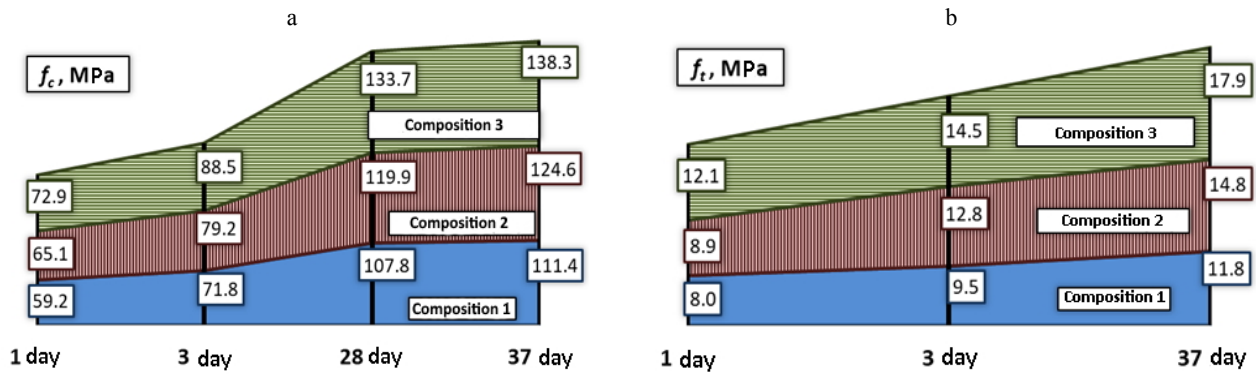 a
f_c, MPa
133.7
138.3
Composition 3
88.5
72.9
119.9
124.6
Composition 2
79.2
65.1
107.8
111.4
71.8
59.2
Composition 1
1 day
3 day
28 day
37 day
b
f_t, MPa
17.9
14.5
Composition 3
12.1
14.8
12.8
Composition 2
8.9
11.8
9.5
8.0
Composition 1
1 day
3 day
37 day